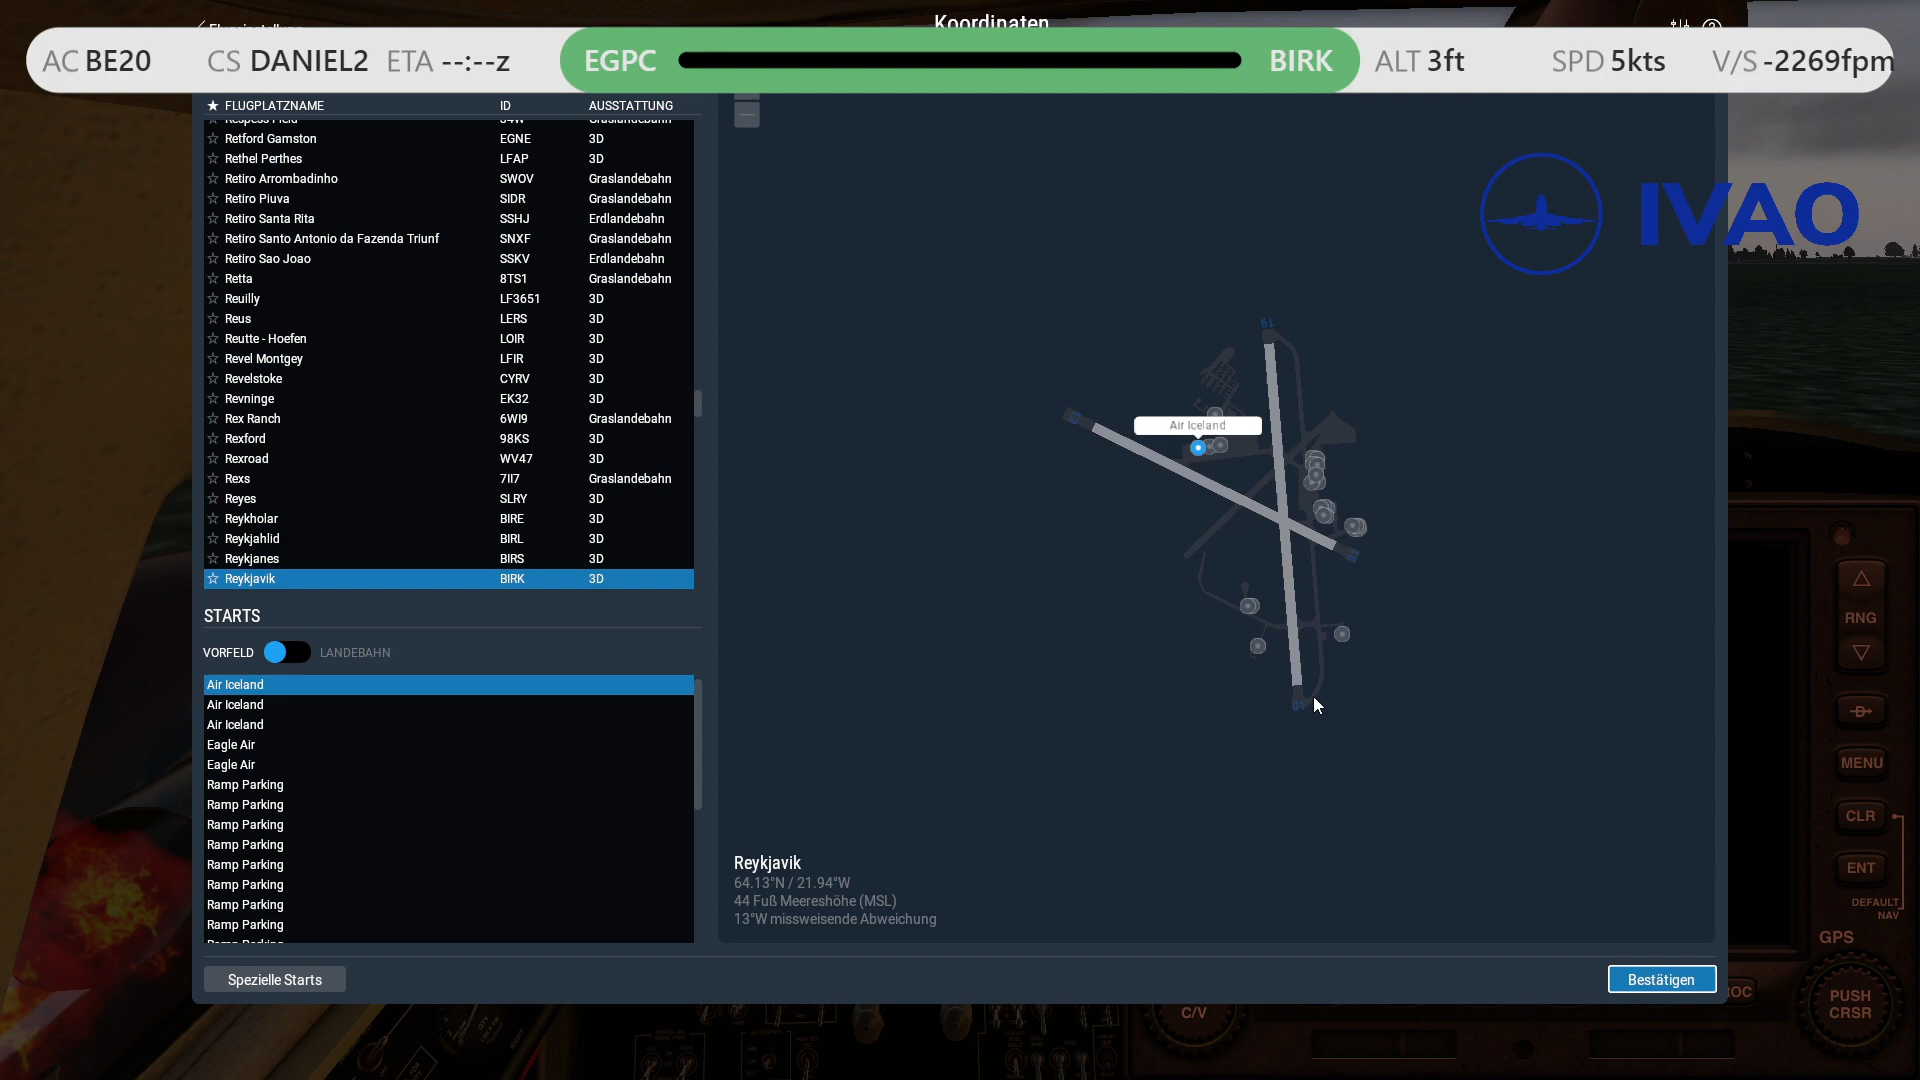 Koordinaten
AC BE20 CS DANIEL2 ETA --:--z EGPC BIRK ALT 3ft SPD 5kts V/S -2269fpm
★ FLUGPLATZNAME ID AUSSTATTUNG
Respess Field 34W Graslandebahn
Retford Gamston EGNE 3D
Rethel Perthes LFAP 3D
Retiro Arrombadinho SWOV Graslandebahn
Retiro Piuva SIDR Graslandebahn
Retiro Santa Rita SSHJ Erdlandebahn
Retiro Santo Antonio da Fazenda Triunf SNXF Graslandebahn
Retiro Sao Joao SSKV Erdlandebahn
Retta 8TS1 Graslandebahn
Reuilly LF3651 3D
Reus LERS 3D
Reutte - Hoefen LOIR 3D
Revel Montgey LFIR 3D
Revelstoke CYRV 3D
Revninge EK32 3D
Rex Ranch 6WI9 Graslandebahn
Rexford 98KS 3D
Rexroad WV47 3D
Rexs 7II7 Graslandebahn
Reyes SLRY 3D
Reykholar BIRE 3D
Reykjahlid BIRL 3D
Reykjanes BIRS 3D
Reykjavik BIRK 3D
STARTS
VORFELD LANDEBAHN
Air Iceland
Air Iceland
Air Iceland
Eagle Air
Eagle Air
Ramp Parking
Ramp Parking
Ramp Parking
Ramp Parking
Ramp Parking
Ramp Parking
Ramp Parking
Ramp Parking
Ramp Parking
Spezielle Starts
IVAO
19
Air Iceland
01
Reykjavik
64.13°N / 21.94°W
44 Fuß Meereshöhe (MSL)
13°W missweisende Abweichung
Bestätigen
RNG
D
MENU
CLR
ENT
DEFAULT
NAV
GPS
PUSH
CRSR
C/V